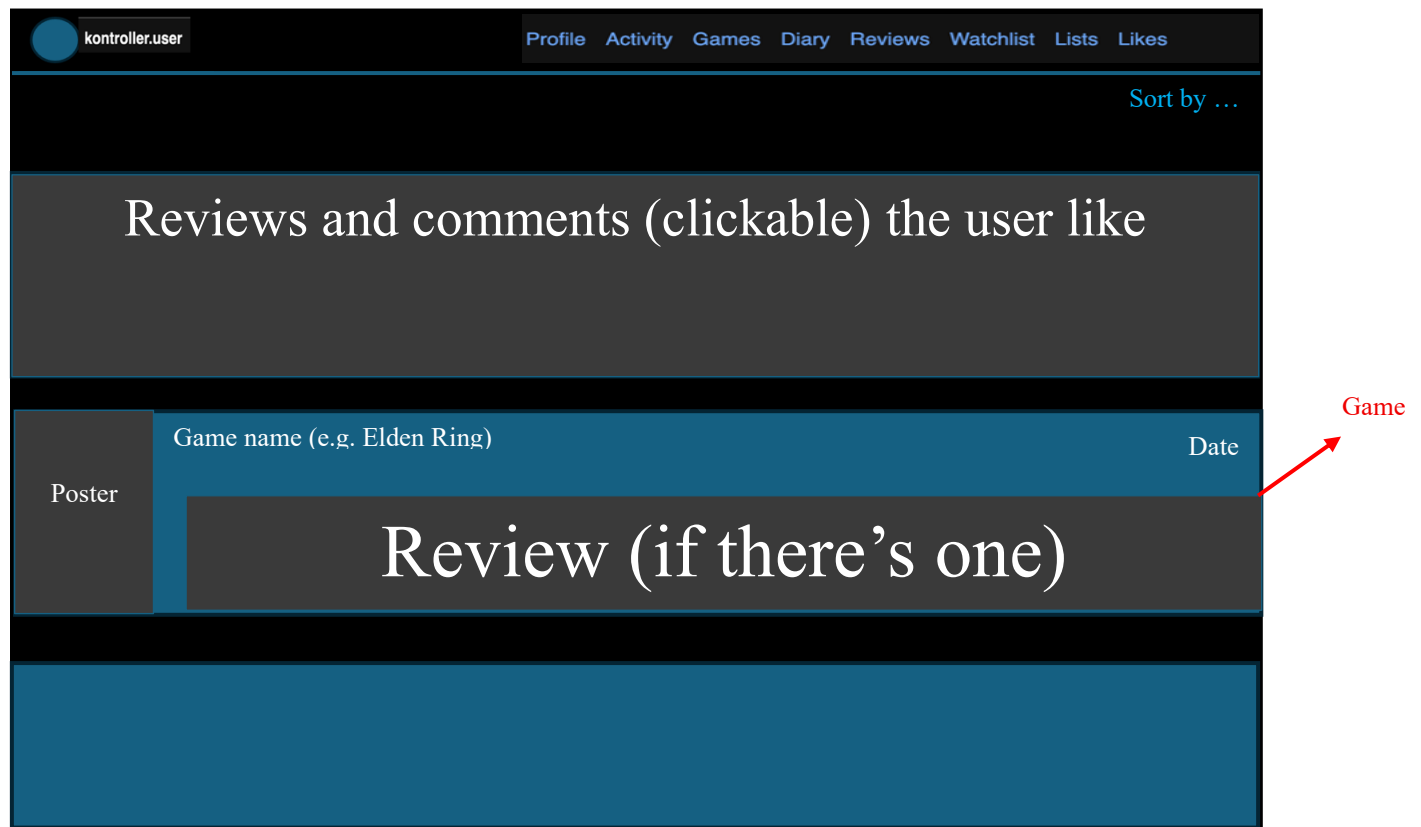 kontroller.user
Profile Activity Games Diary Reviews Watchlist Lists Likes
Sort by …
Reviews and comments (clickable) the user like
Game
Game name (e.g. Elden Ring)
Date
Poster
Review (if there’s one)